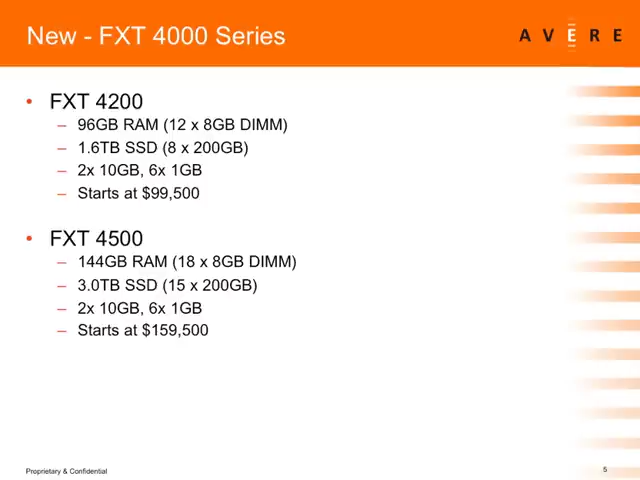 New - FXT 4000 Series
AVERE
• FXT 4200
– 96GB RAM (12 x 8GB DIMM)
– 1.6TB SSD (8 x 200GB)
– 2x 10GB, 6x 1GB
– Starts at $99,500
• FXT 4500
– 144GB RAM (18 x 8GB DIMM)
– 3.0TB SSD (15 x 200GB)
– 2x 10GB, 6x 1GB
– Starts at $159,500
Proprietary & Confidential
5